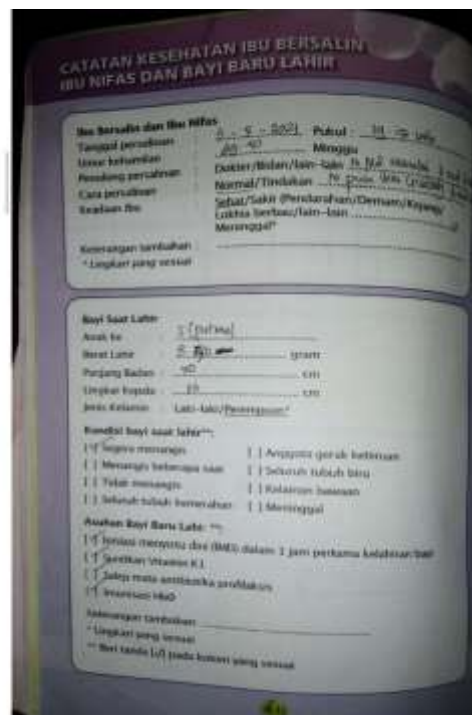 CATATAN KESEHATAN IBU BERSALIN
IBU NIFAS DAN BAYI BARU LAHIR
Ibu Bersalin dan Ibu Nifas
Tanggal persalinan : - 2021 Pukul :
Umur kehamilan : Minggu
Penolong persalinan : Dokter/Bidan/lain-lain
Cara persalinan : Normal/Tindakan
Keadaan Ibu : Sehat/Sakit (Pendarahan/Demam/Kejang/
Lokhia berbau/lain-lain
Meninggal*
Keterangan tambahan :
* Lingkari yang sesuai
Bayi Saat Lahir
Anak ke :
Berat Lahir : gram
Panjang Badan : cm
Lingkar Kepala : cm
Jenis Kelamin : Laki-laki/Perempuan*
Kondisi bayi saat lahir**:
[√] Segera menangis
[ ] Anggota gerak kebiruan
[ ] Menangis beberapa saat
[ ] Seluruh tubuh biru
[ ] Tidak menangis
[ ] Kelainan bawaan
[ ] Seluruh tubuh kemerahan
[ ] Meninggal
Asuhan Bayi Baru Lahir **:
[√] Inisiasi menyusu dini (IMD) dalam 1 jam pertama kelahiran bayi
[√] Suntikan Vitamin K1
[√] Salep mata antibiotika profilaksis
[√] Imunisasi Hb0
Keterangan tambahan
* Lingkari yang sesuai
** Beri tanda [√] pada kolom yang sesuai